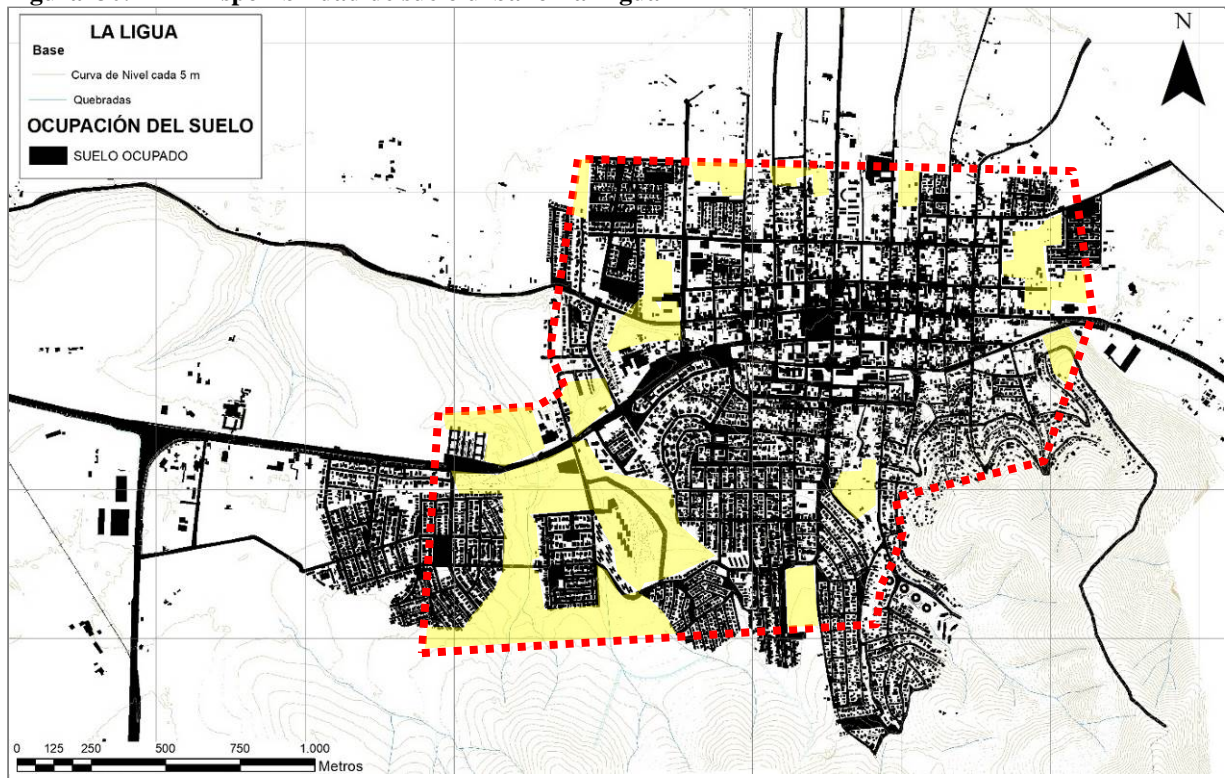 LA LIGUA
Base
Curva de Nivel cada 5 m
Quebradas
OCUPACIÓN DEL SUELO
SUELO OCUPADO
N
0 125 250 500 750 1.000
Metros